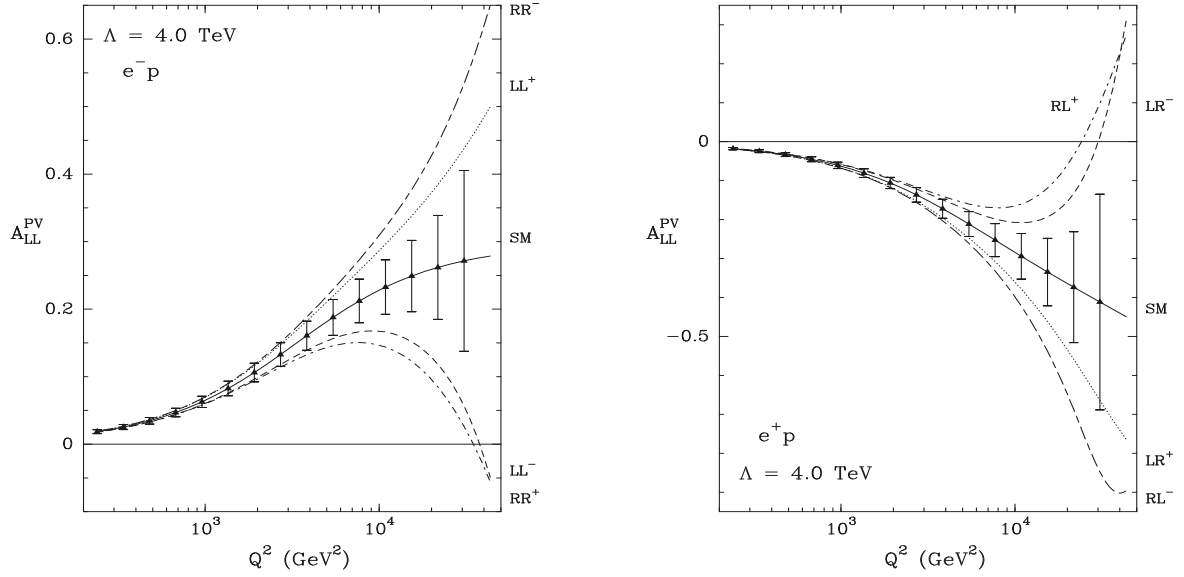 RR⁻
Λ = 4.0 TeV
e⁻p
LL⁺
SM
LL⁻
RR⁺
0.6
0.4
0.2
0
A_LL^PV
10³
10⁴
Q² (GeV²)
RL⁺
LR⁻
SM
LR⁺
RL⁻
0
−0.5
A_LL^PV
e⁺p
Λ = 4.0 TeV
10³
10⁴
Q² (GeV²)